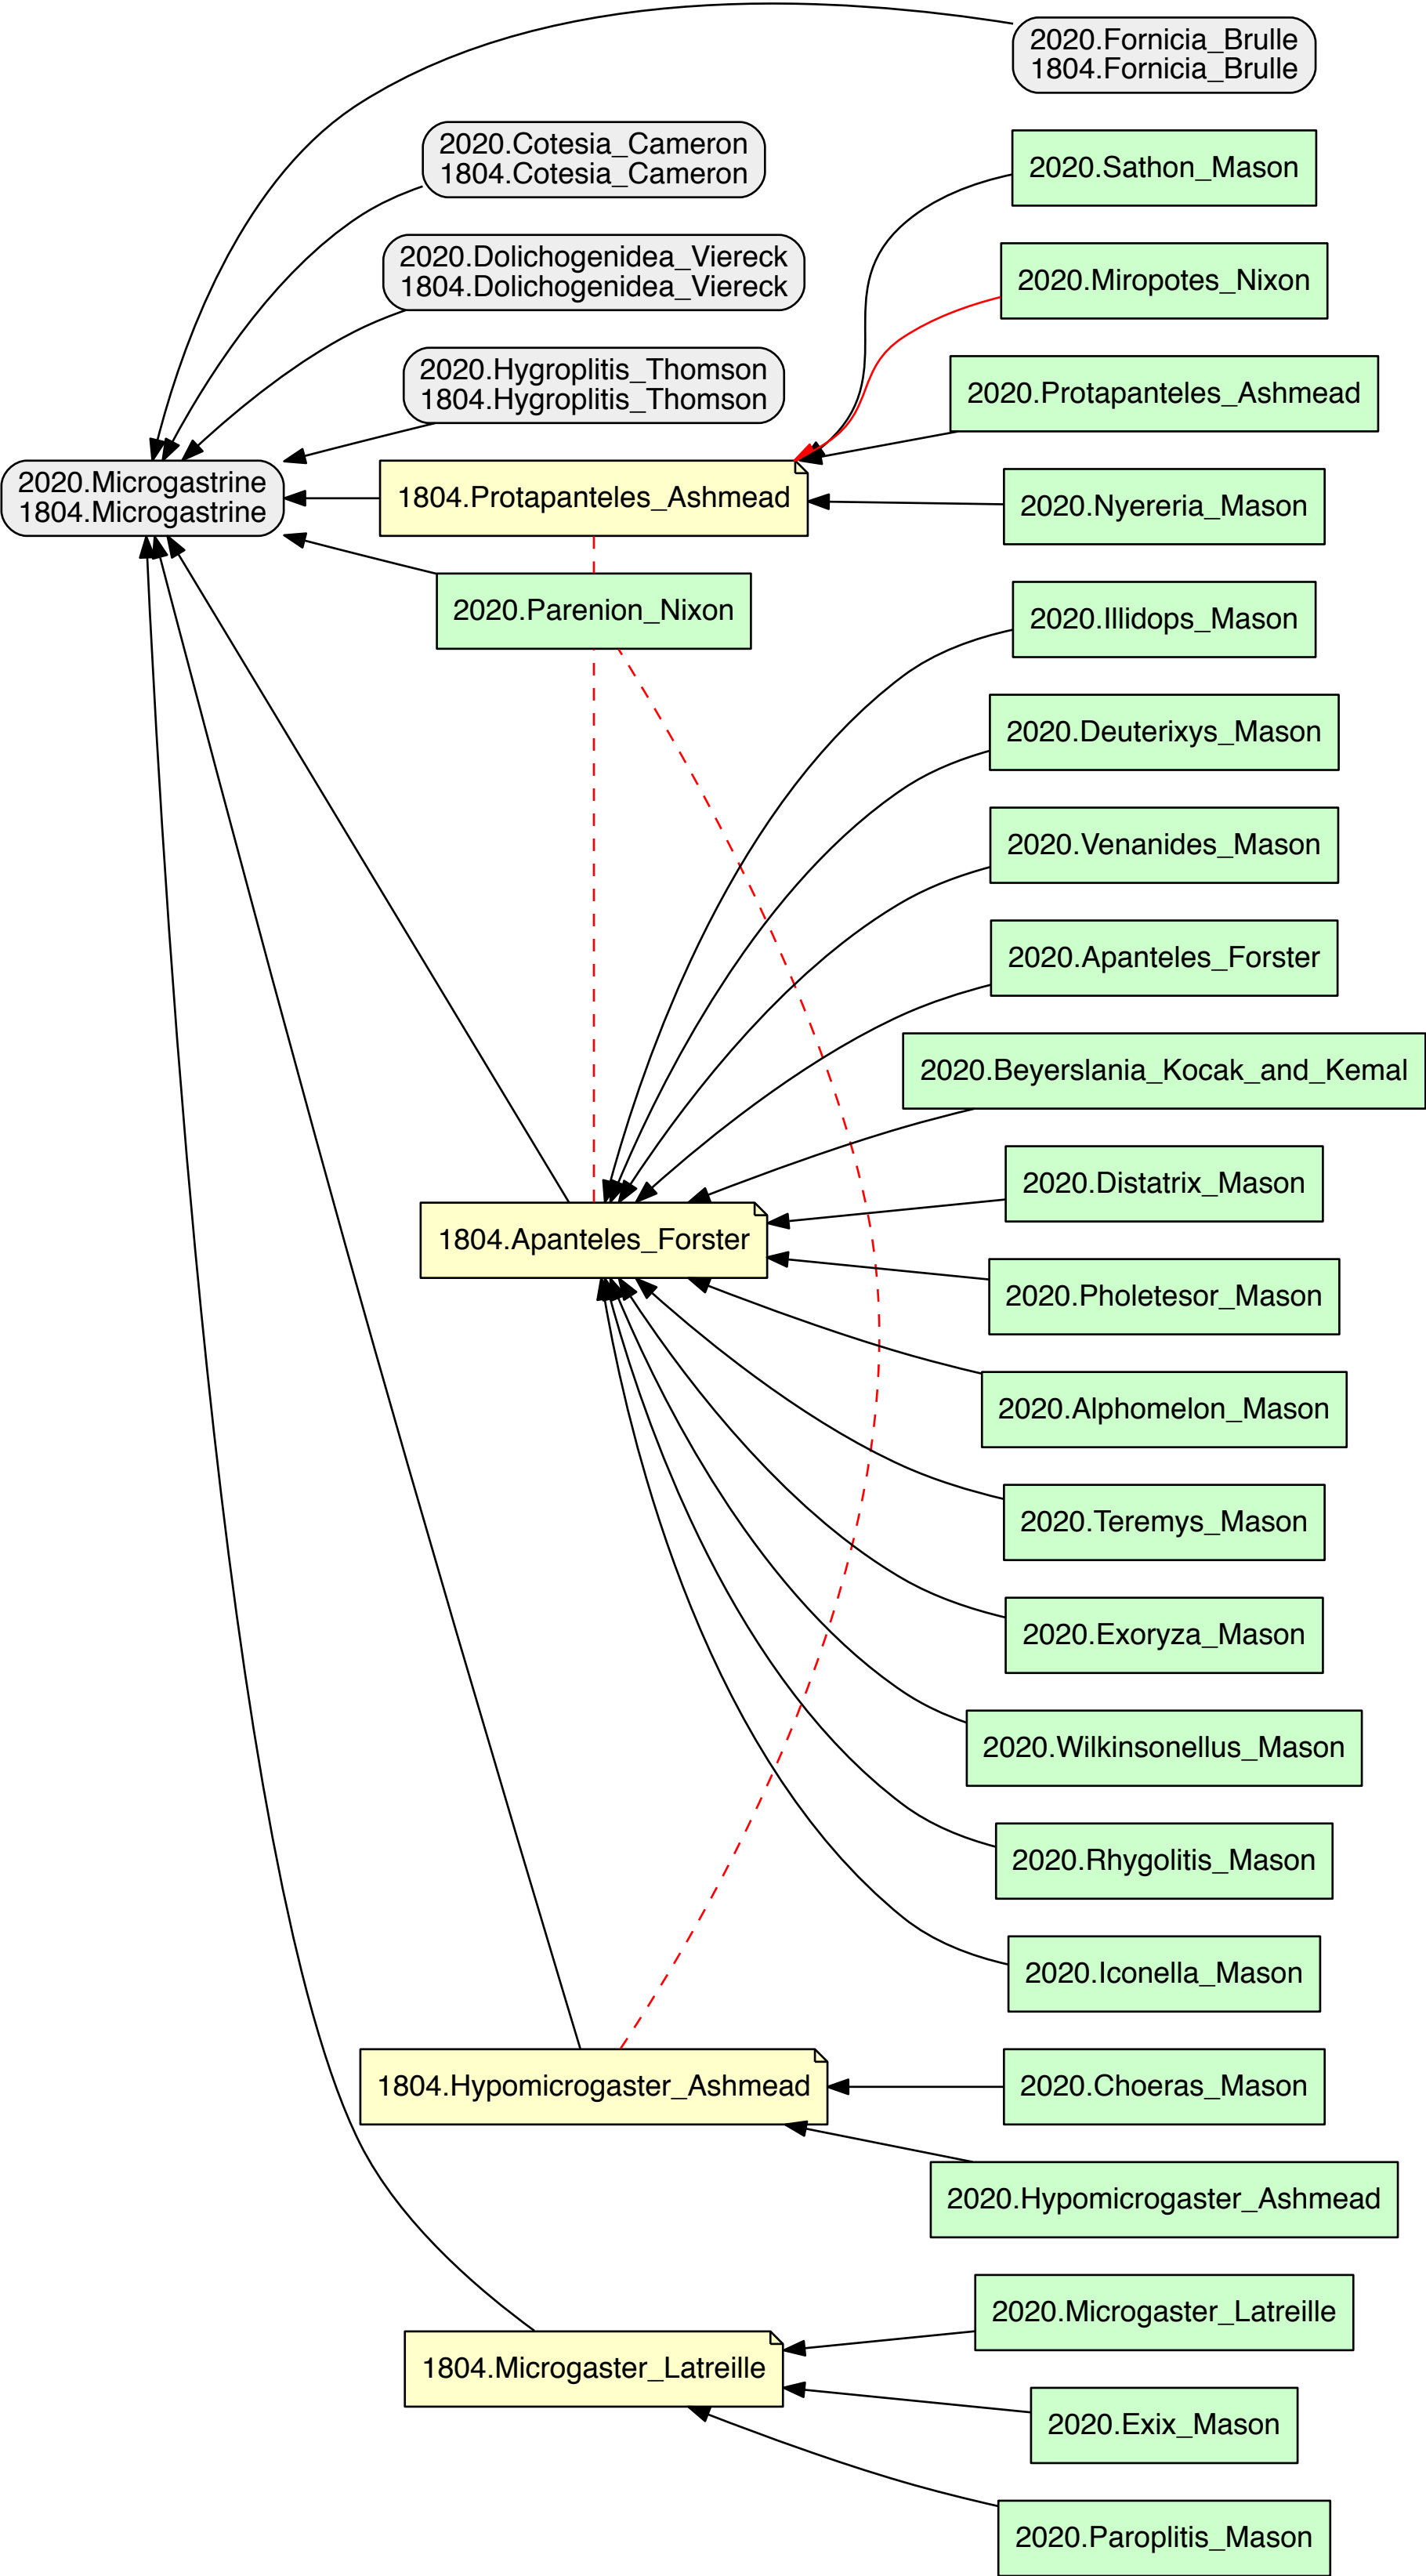 2020.Fornicia_Brulle
1804.Fornicia_Brulle
2020.Cotesia_Cameron
1804.Cotesia_Cameron
2020.Sathon_Mason
2020.Dolichogenidea_Viereck
1804.Dolichogenidea_Viereck
2020.Miropotes_Nixon
2020.Hygroplitis_Thomson
1804.Hygroplitis_Thomson
2020.Protapanteles_Ashmead
2020.Microgastrine
1804.Microgastrine
1804.Protapanteles_Ashmead
2020.Nyereria_Mason
2020.Parenion_Nixon
2020.Illidops_Mason
2020.Deuterixys_Mason
2020.Venanides_Mason
2020.Apanteles_Forster
2020.Beyerslania_Kocak_and_Kemal
2020.Distatrix_Mason
1804.Apanteles_Forster
2020.Pholetesor_Mason
2020.Alphomelon_Mason
2020.Teremys_Mason
2020.Exoryza_Mason
2020.Wilkinsonellus_Mason
2020.Rhygolitis_Mason
2020.Iconella_Mason
1804.Hypomicrogaster_Ashmead
2020.Choeras_Mason
2020.Hypomicrogaster_Ashmead
2020.Microgaster_Latreille
1804.Microgaster_Latreille
2020.Exix_Mason
2020.Paroplitis_Mason